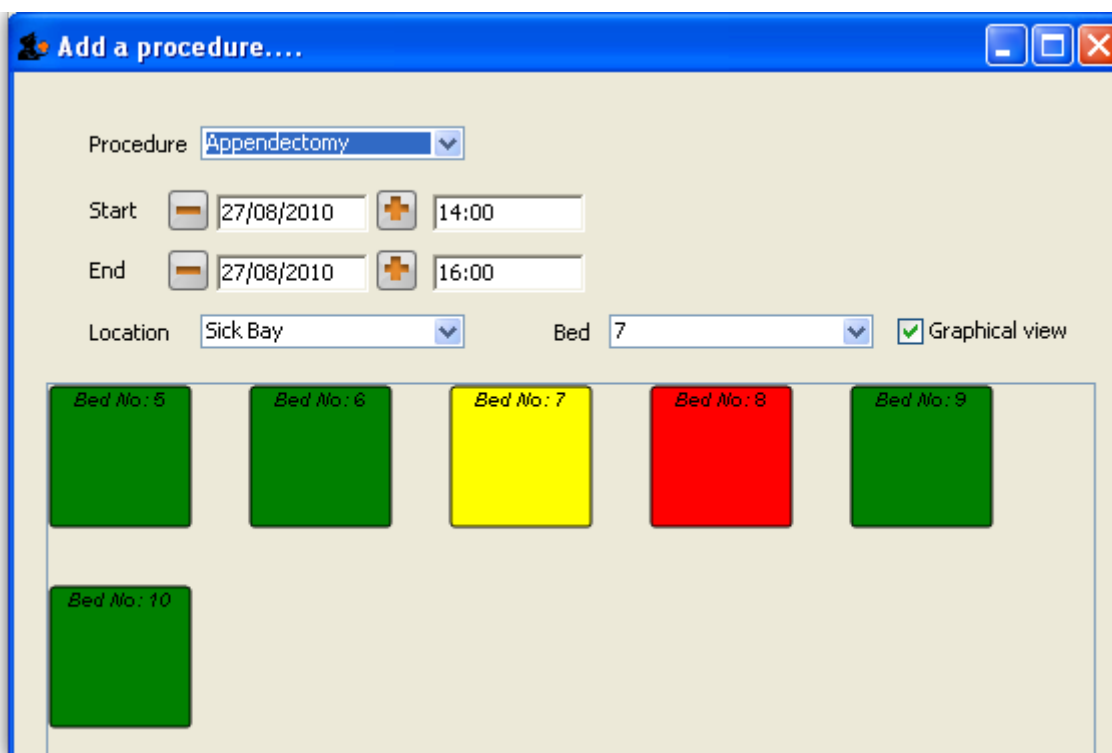 Add a procedure....
Procedure Appendectomy
Start 27/08/2010 14:00
End 27/08/2010 16:00
Location Sick Bay Bed 7 Graphical view
Bed No: 5 Bed No: 6 Bed No: 7 Bed No: 8 Bed No: 9
Bed No: 10